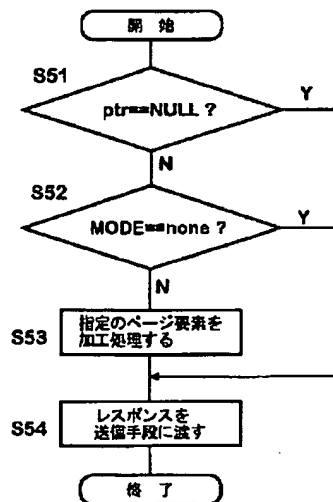 開始
S51
ptr==NULL ?
Y
N
S52
MODE==none ?
Y
N
S53
指定のページ要素を
加工処理する
S54
レスポンスを
送信手段に渡す
終了